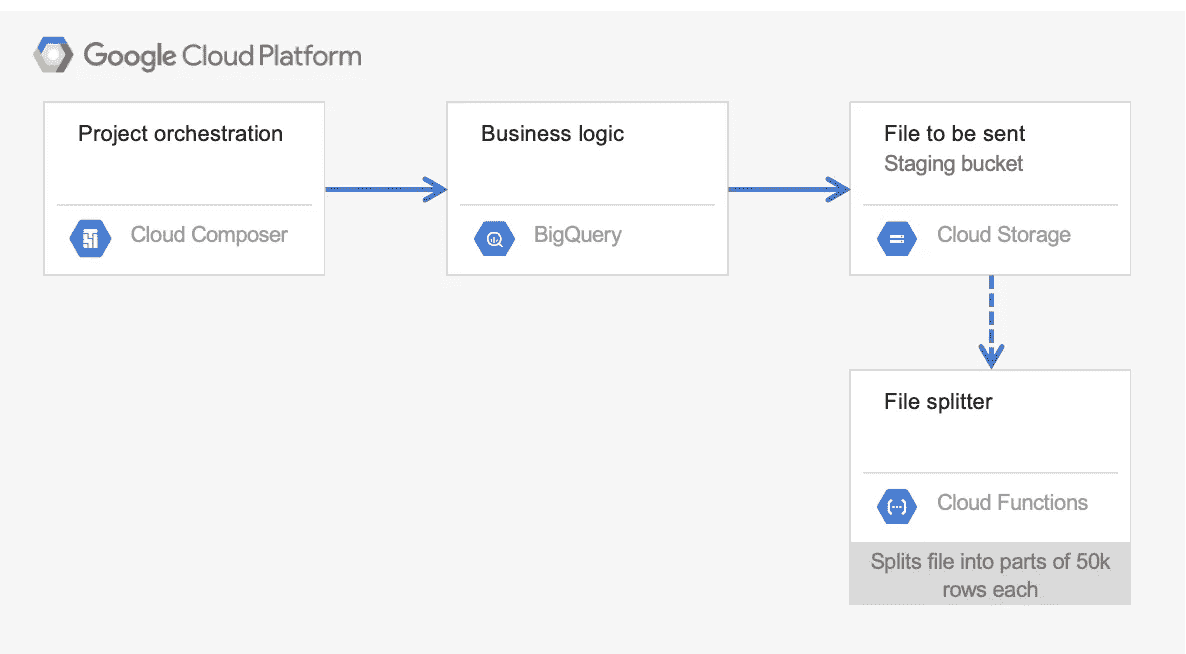 Google Cloud Platform
Project orchestration
Cloud Composer
Business logic
BigQuery
File to be sent
Staging bucket
Cloud Storage
File splitter
Cloud Functions
Splits file into parts of 50k
rows each